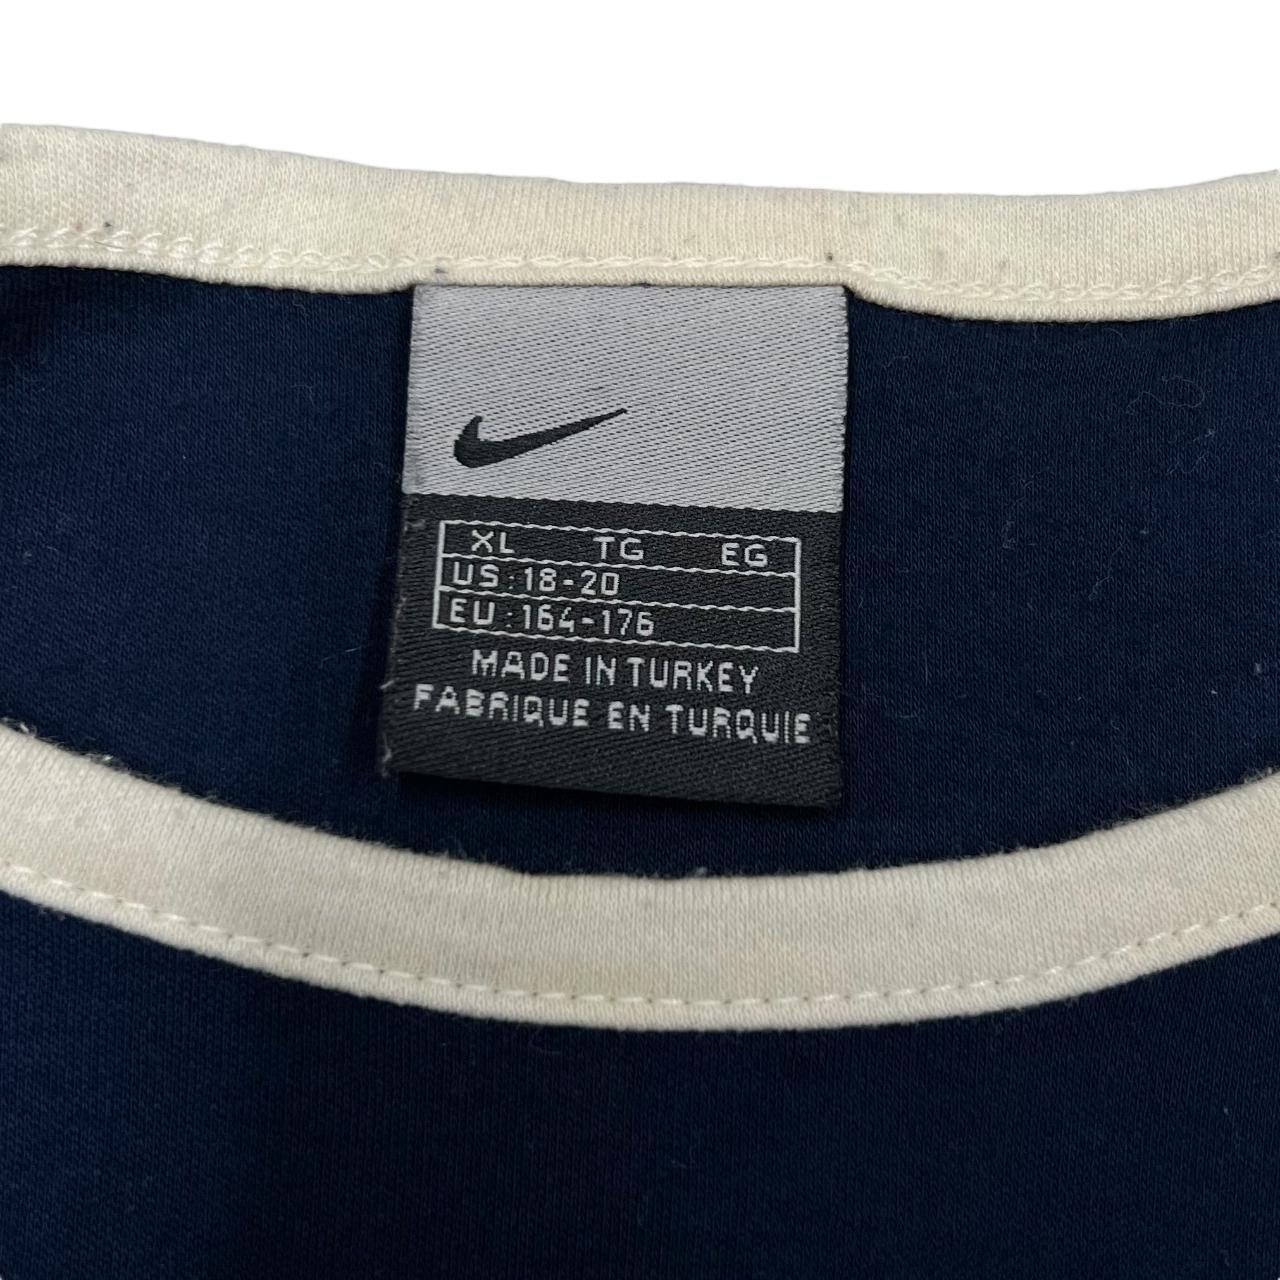 XL TG EG
US:18-20
EU:164-176
MADE IN TURKEY
FABRIQUE EN TURQUIE